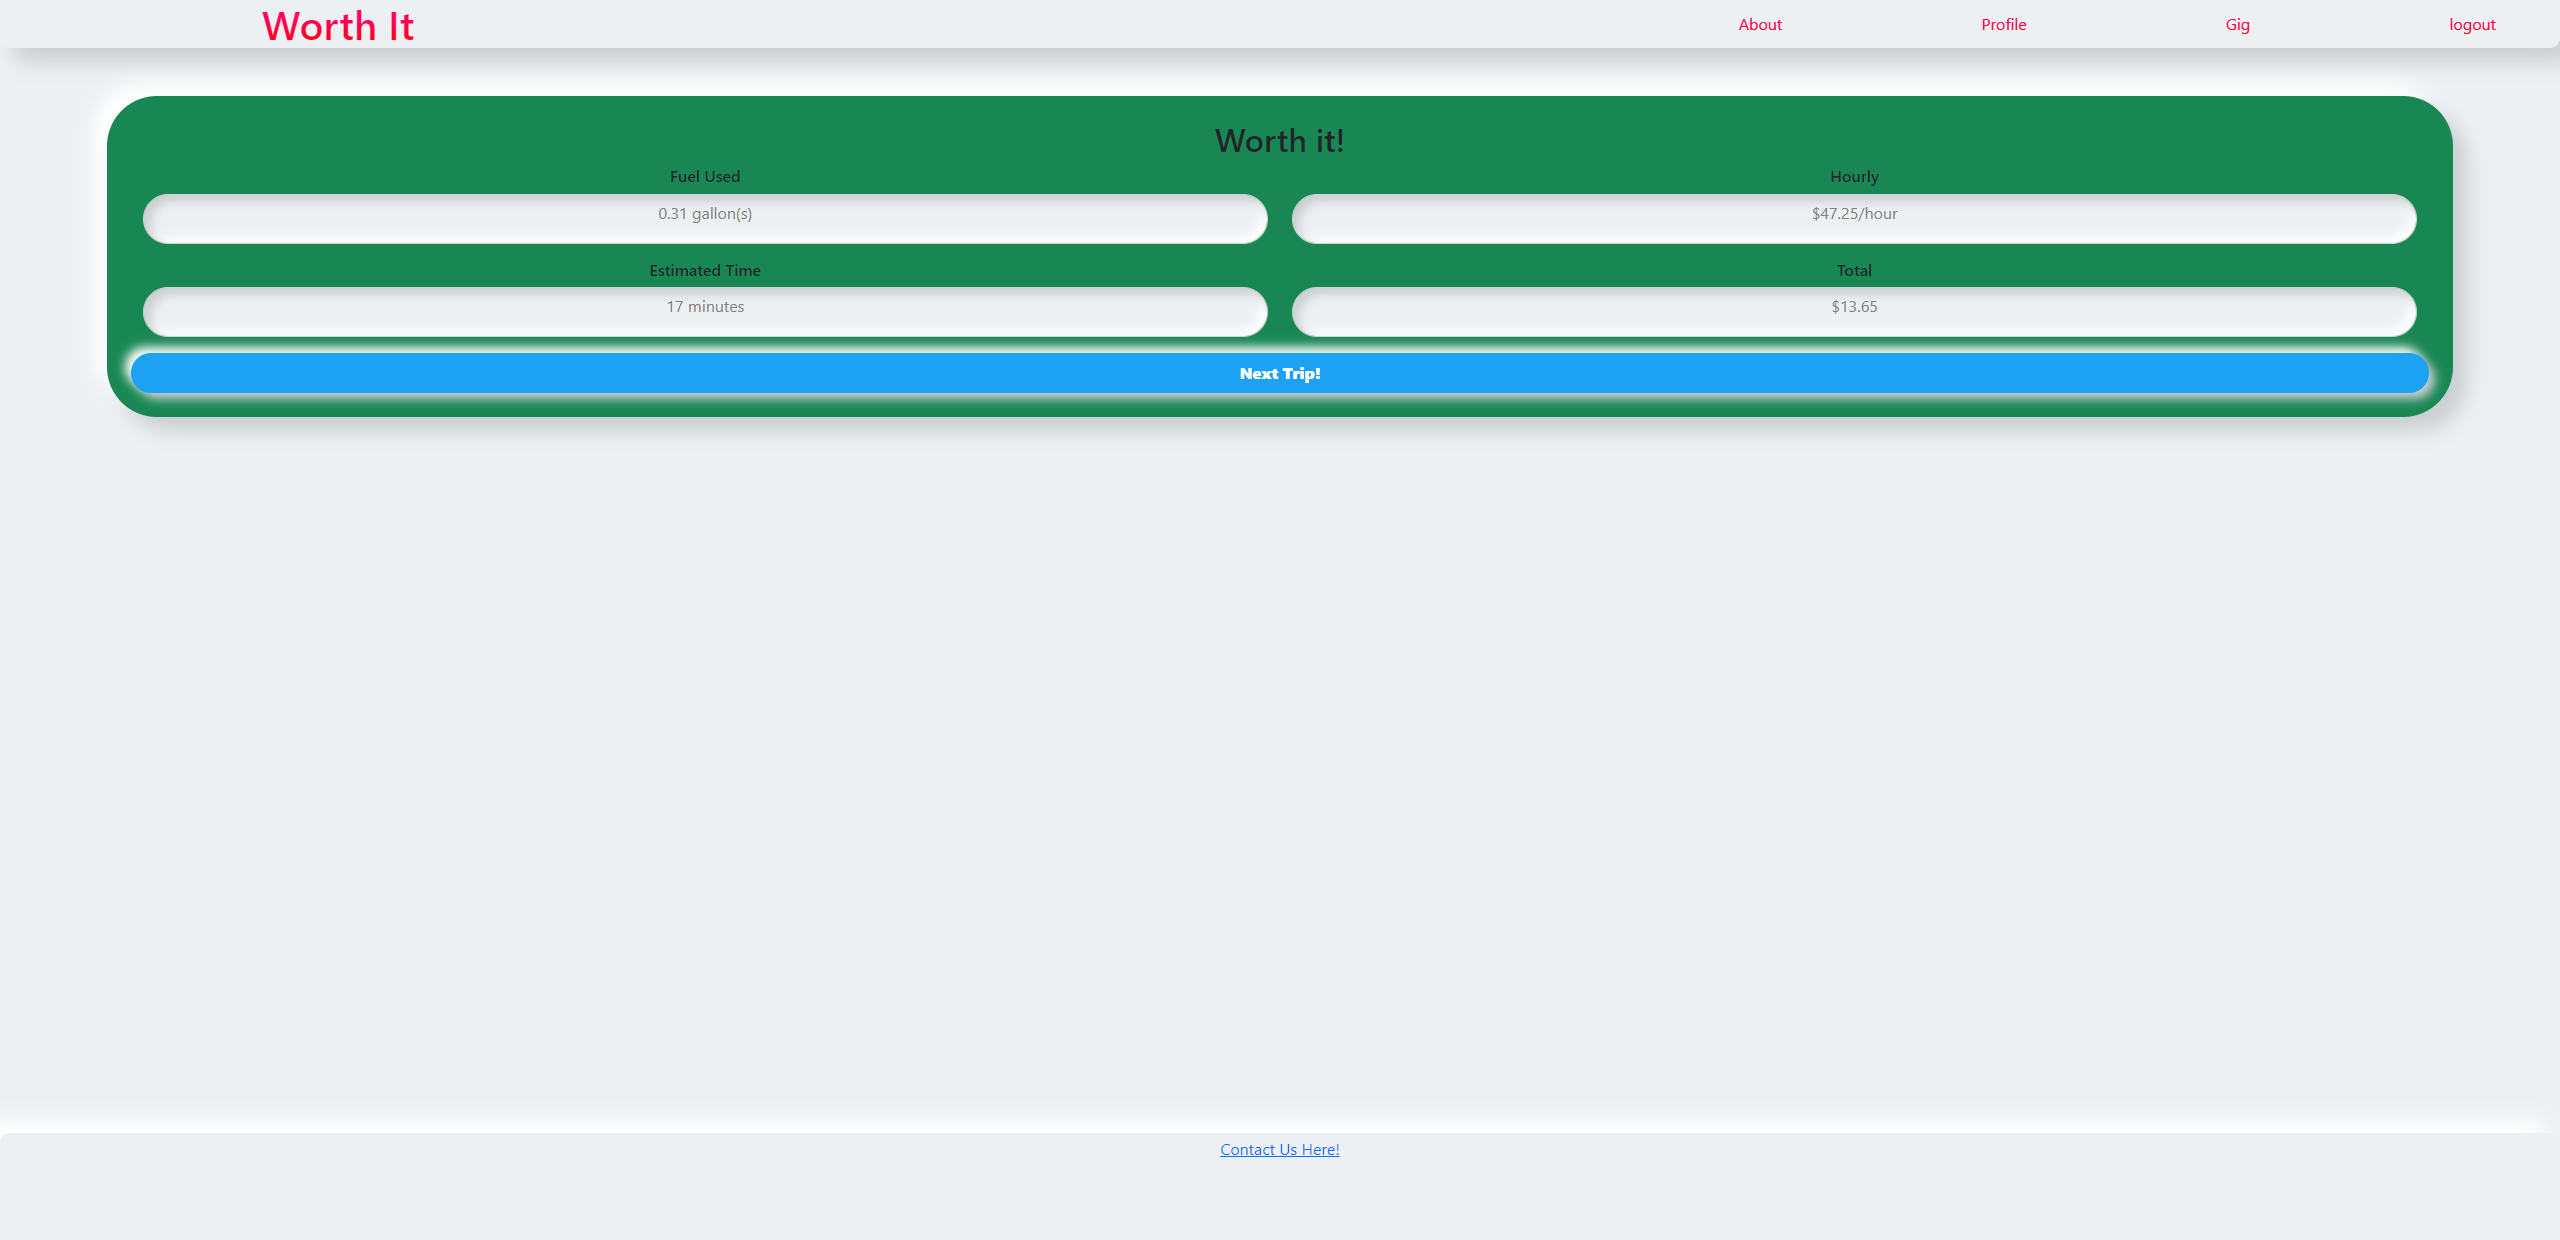 Worth It
About Profile Gig logout
Worth it!
Fuel Used Hourly
0.31 gallon(s) $47.25/hour
Estimated Time Total
17 minutes $13.65
Next Trip!
Contact Us Here!